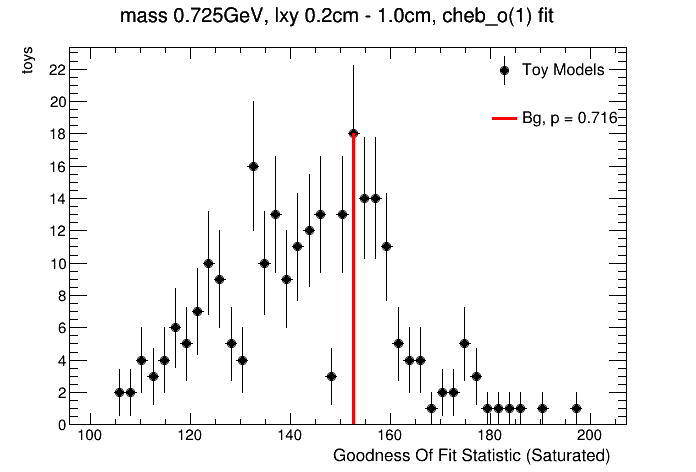 mass 0.725GeV, lxy 0.2cm - 1.0cm, cheb_o(1) fit
toys
22
20
18
16
14
12
10
8
6
4
2
0
Toy Models
Bg, p = 0.716
100 120 140 160 180 200
Goodness Of Fit Statistic (Saturated)